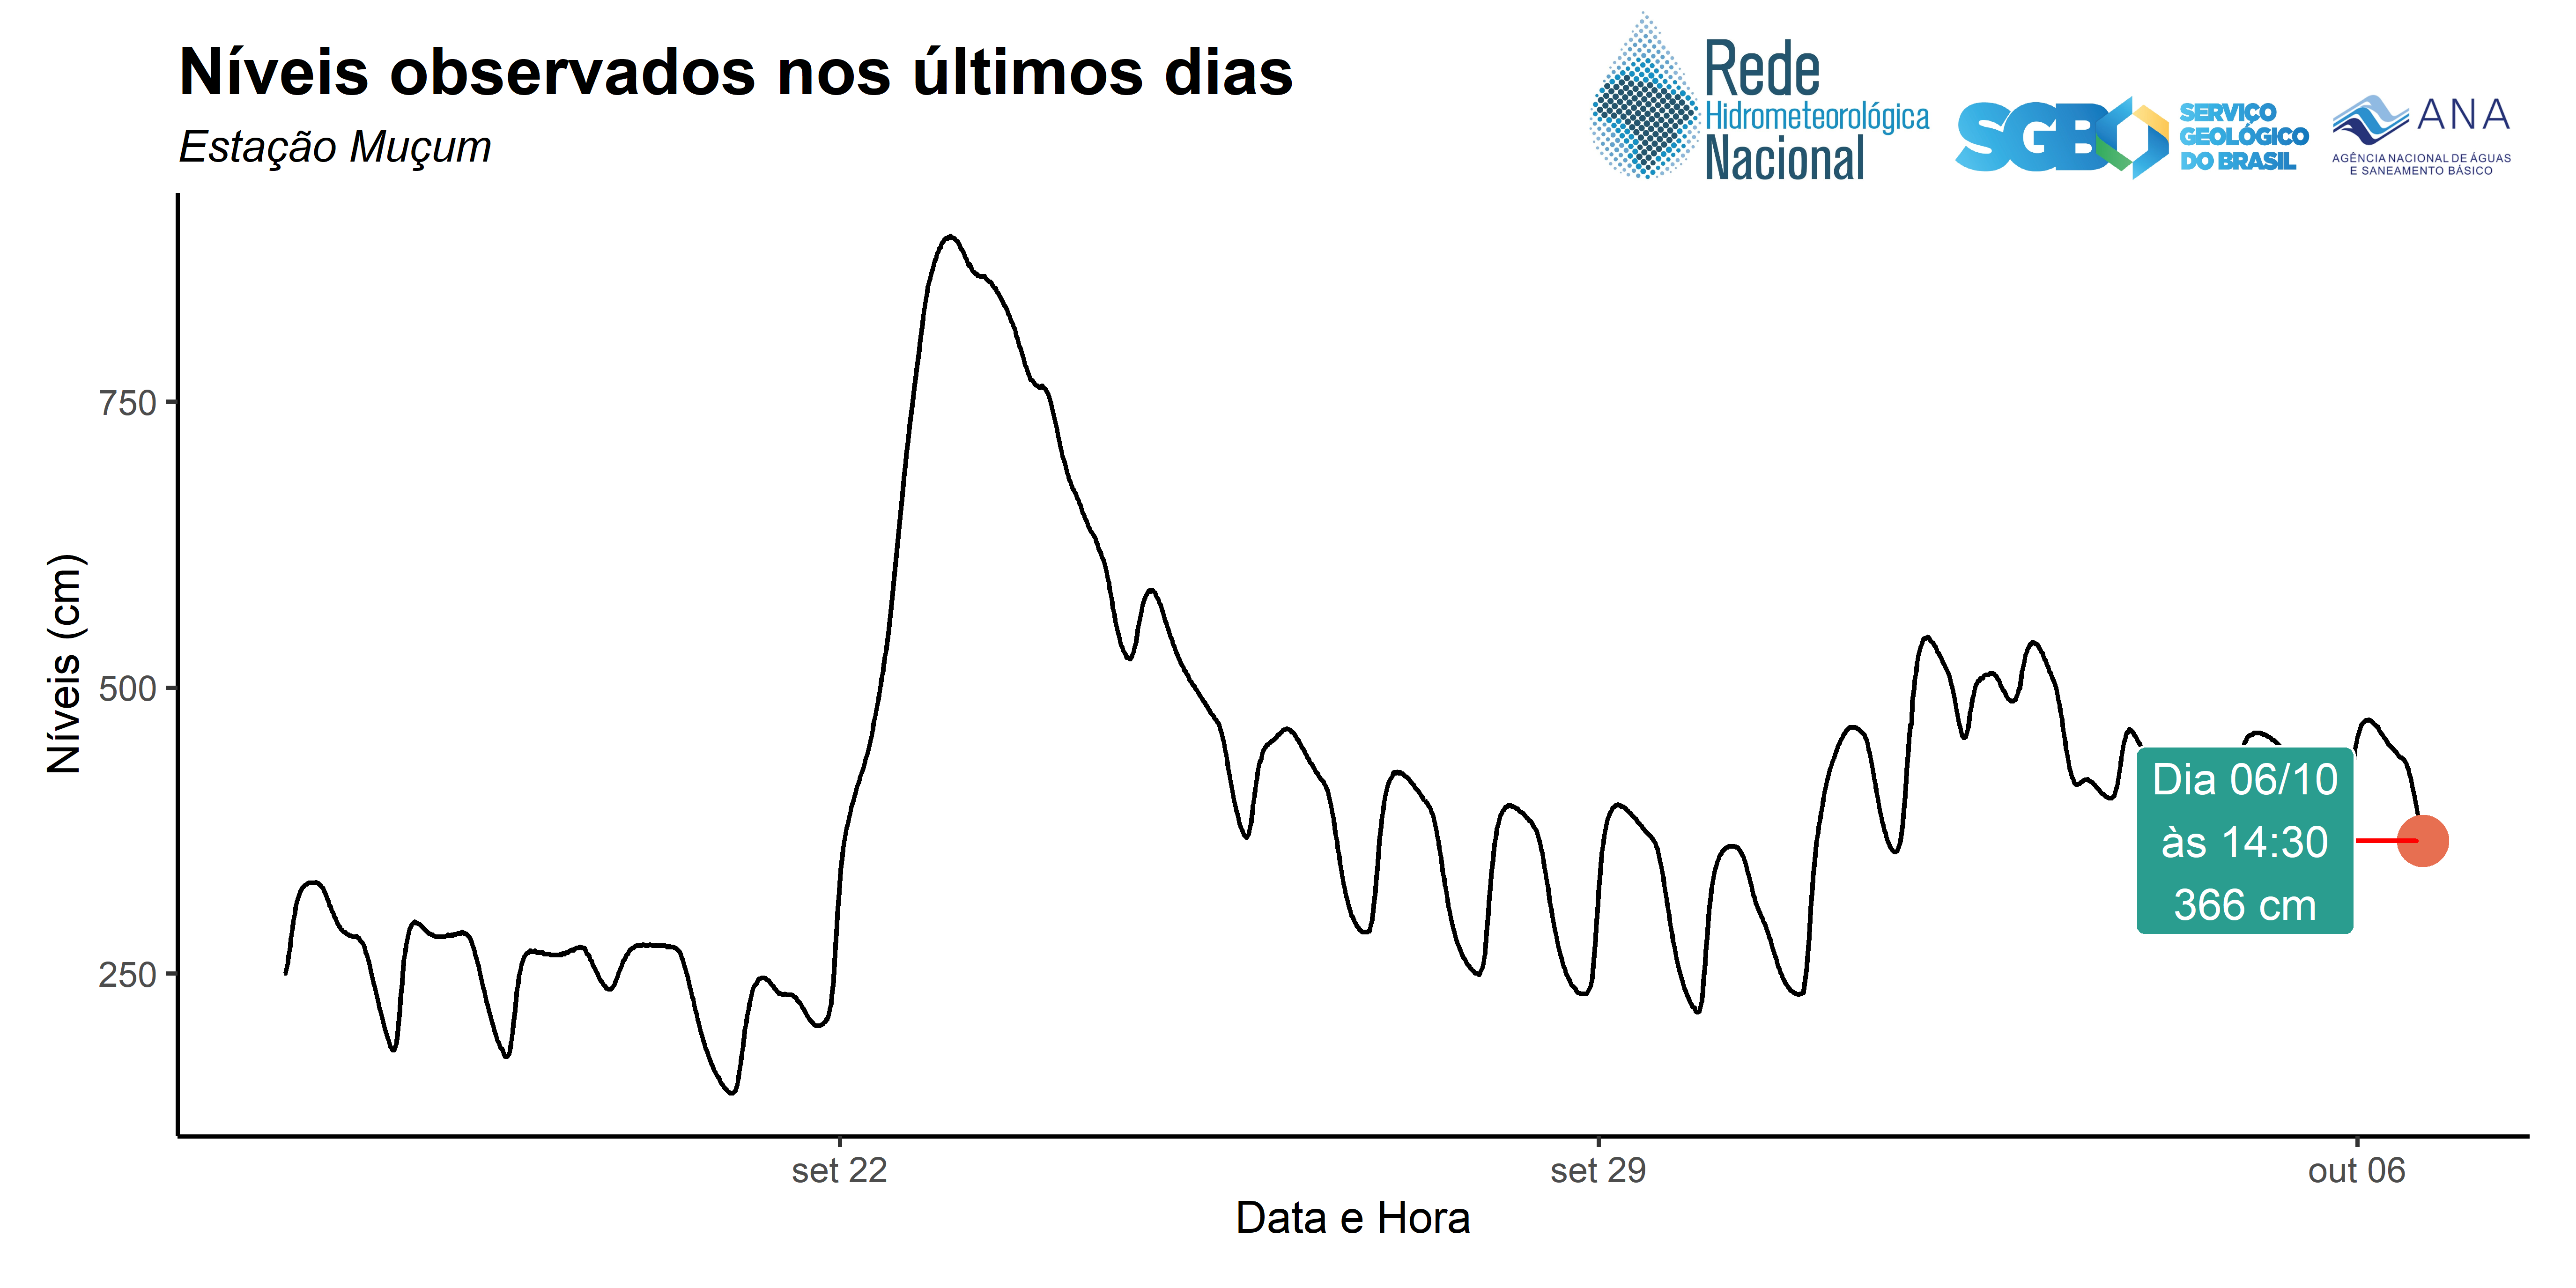 Níveis observados nos últimos dias
Estação Muçum
Rede
Hidrometeorológica
Nacional
SGB
SERVIÇO
GEOLÓGICO
DO BRASIL
ANA
AGÊNCIA NACIONAL DE ÁGUAS
E SANEAMENTO BÁSICO
Níveis (cm)
750
500
250
Dia 06/10
às 14:30
366 cm
set 22
set 29
out 06
Data e Hora